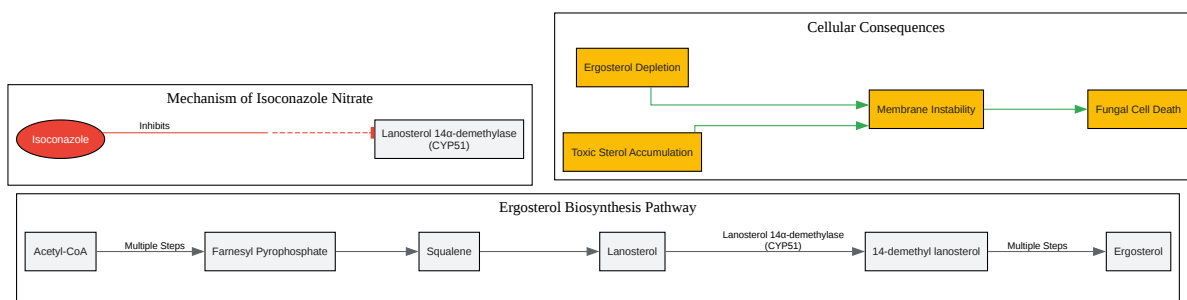 Cellular Consequences
Ergosterol Depletion
Membrane Instability
Fungal Cell Death
Toxic Sterol Accumulation
Mechanism of Isoconazole Nitrate
Isoconazole
Inhibits
Lanosterol 14α-demethylase
(CYP51)
Ergosterol Biosynthesis Pathway
Acetyl-CoA
Multiple Steps
Farnesyl Pyrophosphate
Squalene
Lanosterol
Lanosterol 14α-demethylase
(CYP51)
14-demethyl lanosterol
Multiple Steps
Ergosterol